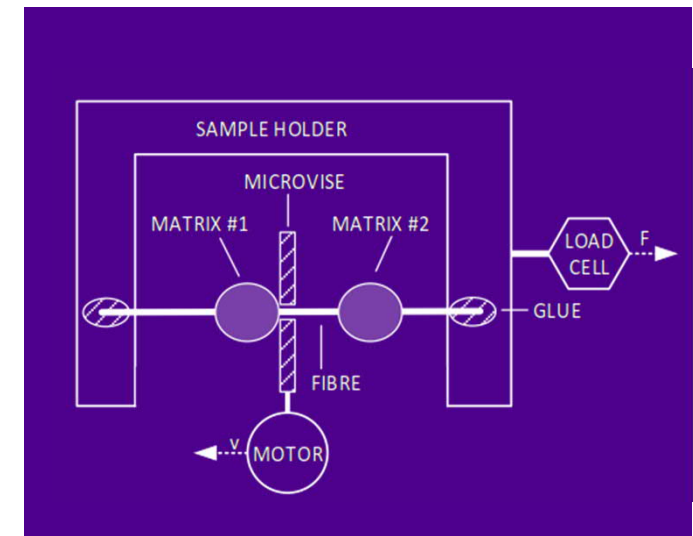 SAMPLE HOLDER
MICROVISE
MATRIX #1
MATRIX #2
LOAD
CELL
F
GLUE
FIBRE
V
MOTOR